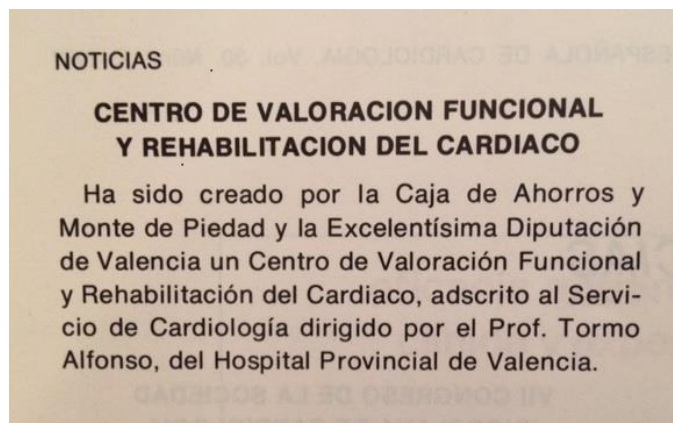 NOTICIAS
CENTRO DE VALORACION FUNCIONAL
Y REHABILITACION DEL CARDIACO
Ha sido creado por la Caja de Ahorros y
Monte de Piedad y la Excelentísima Diputación
de Valencia un Centro de Valoración Funcional
y Rehabilitación del Cardiaco, adscrito al Servi-
cio de Cardiología dirigido por el Prof. Tormo
Alfonso, del Hospital Provincial de Valencia.